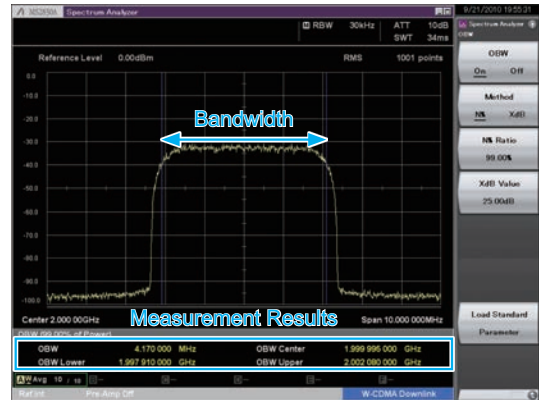 MS2830A Spectrum Analyzer
9/21/2010 19:55:31
RBW 30kHz ATT 10dB
SWT 34ms
Reference Level 0.00dBm RMS 1001 points
0.0
-10.0
-20.0
-30.0
-40.0
-50.0
-60.0
-70.0
-80.0
-90.0
-100.0
Bandwidth
Center 2.000 00GHz Span 10.000 000MHz
Measurement Results
OBW (99.00% of Power)
OBW 4.170 000 MHz OBW Center 1.999 995 000 GHz
OBW Lower 1.997 910 000 GHz OBW Upper 2.002 080 000 GHz
Avg 10 / 10
Ref.Int Pre-Amp Off W-CDMA Downlink
Spectrum Analyzer
OBW
OBW
On Off
Method
N% XdB
N% Ratio
99.00%
XdB Value
25.00dB
Load Standard
Parameter